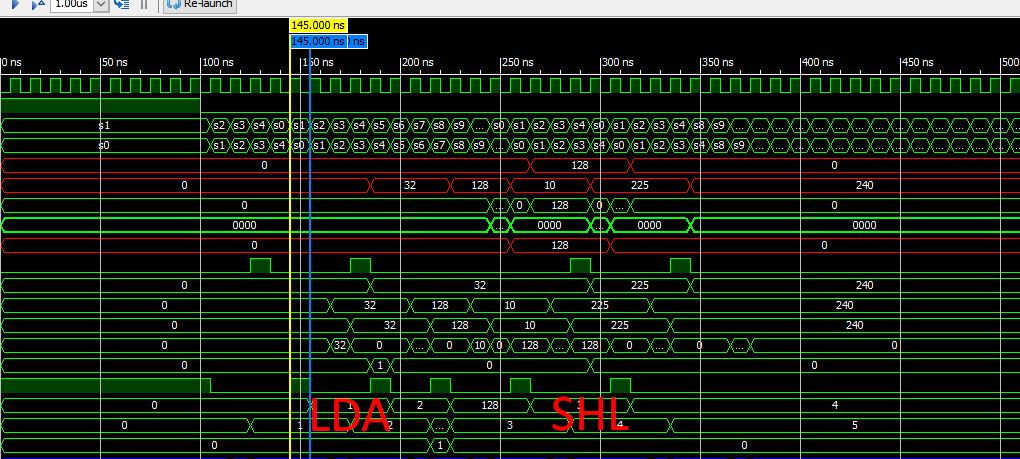 1.00us Re-launch
145.000 ns
145.000 ns ns
0 ns 50 ns 100 ns 150 ns 200 ns 250 ns 300 ns 350 ns 400 ns 450 ns 500
s1 s2 s3 s4 s0 s1 s2 s3 s4 s5 s6 s7 s8 s9 ... s0 s1 s2 s3 s4 s0 s1 s2 s3 s4 s8 s9 ... ... ... ... ... ... ... ... ... ... ... ... ... ...
s0 s1 s2 s3 s4 s0 s1 s2 s3 s4 s5 s6 s7 s8 s9 ... s0 s1 s2 s3 s4 s0 s1 s2 s3 s4 s8 s9 ... ... ... ... ... ... ... ... ... ... ... ... ...
0 128 0
0 32 128 10 225 240
0 ... 0 128 0 ... 0
0000 ... 0000 ... 0000 0000
0 128 0
0 32 225 240
0 32 128 10 225 240
0 32 128 10 225 240
0 32 0 ... 0 10 0 128 ... 128 0 ... 0 ... 0
0 1 0 0
0 1 2 128 3 4
LDA SHL
0 1 2 ... 3 4 5
0 1 0